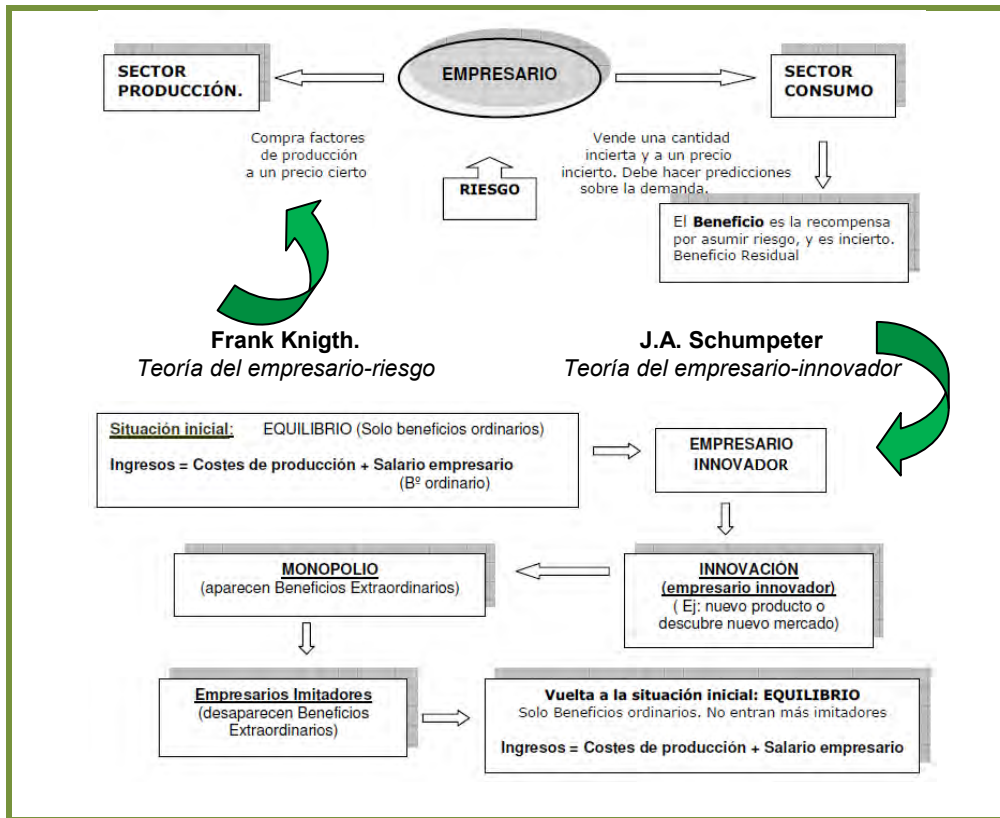 SECTOR
PRODUCCIÓN.
EMPRESARIO
SECTOR
CONSUMO
Compra factores
de producción
a un precio cierto
RIESGO
Vende una cantidad
incierta y a un precio
incierto. Debe hacer predicciones
sobre la demanda.
El Beneficio es la recompensa
por asumir riesgo, y es incierto.
Beneficio Residual
Frank Knigth.
Teoría del empresario-riesgo
J.A. Schumpeter
Teoría del empresario-innovador
Situación inicial: EQUILIBRIO (Solo beneficios ordinarios)
Ingresos = Costes de producción + Salario empresario
(Bº ordinario)
EMPRESARIO
INNOVADOR
MONOPOLIO
(aparecen Beneficios Extraordinarios)
INNOVACIÓN
(empresario innovador)
( Ej: nuevo producto o
descubre nuevo mercado)
Empresarios Imitadores
(desaparecen Beneficios
Extraordinarios)
Vuelta a la situación inicial: EQUILIBRIO
Solo Beneficios ordinarios. No entran más imitadores
Ingresos = Costes de producción + Salario empresario